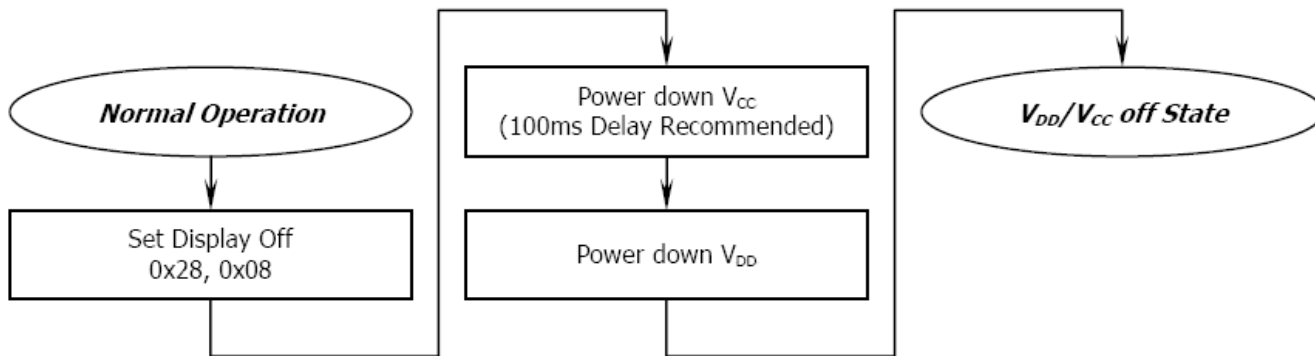 Normal Operation
Set Display Off
0x28, 0x08
Power down VCC
(100ms Delay Recommended)
Power down VDD
VDD/VCC off State